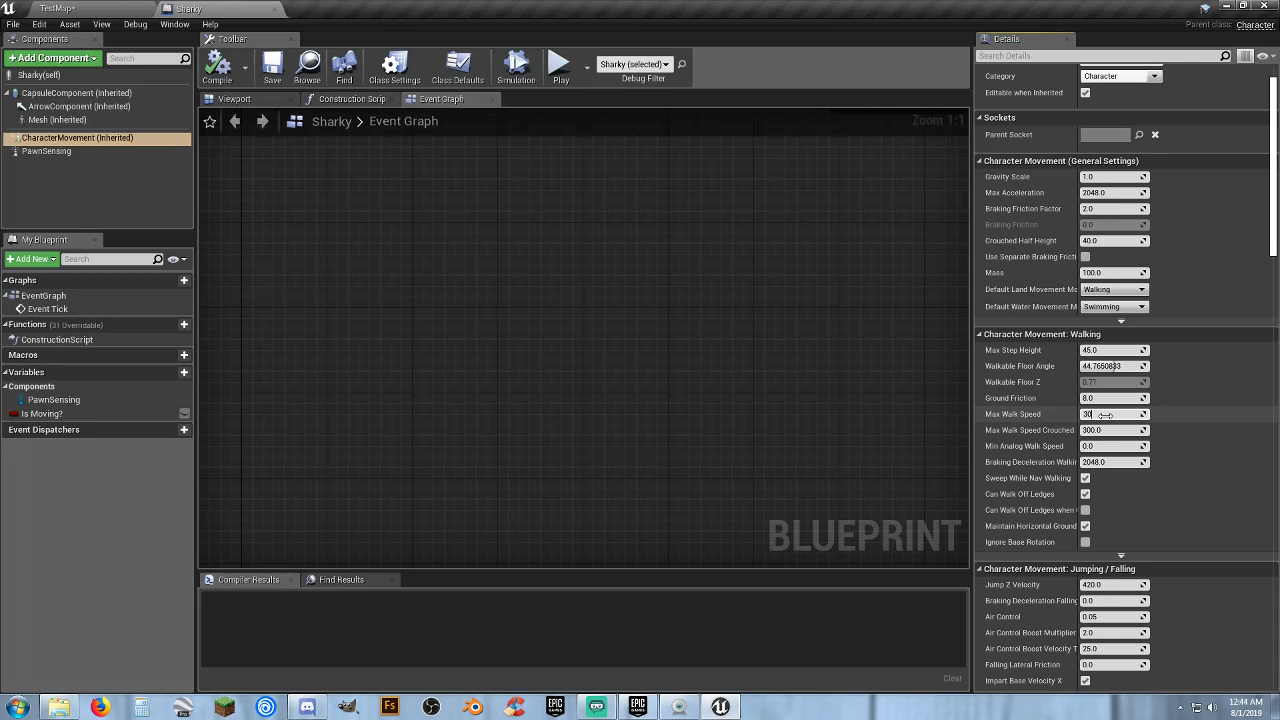 TestMap*
Sharky
File Edit Asset View Debug Window Help
Parent class: Character
Components
Toolbar
Details
+ Add Component
Search
Compile
Save
Browse
Find
Class Settings
Class Defaults
Simulation
Play
Sharky (selected)
Debug Filter
Search Details
Sharky(self)
CapsuleComponent (Inherited)
ArrowComponent (Inherited)
Mesh (Inherited)
CharacterMovement (Inherited)
PawnSensing
Viewport
Construction Scrip
Event Graph
Sharky > Event Graph
Zoom 1:1
BLUEPRINT
My Blueprint
+ Add New
Search
Graphs
EventGraph
Event Tick
Functions (31 Overridable)
ConstructionScript
Macros
Variables
Components
PawnSensing
Is Moving?
Event Dispatchers
Compiler Results
Find Results
Clear
Category Character
Editable when Inherited
Sockets
Parent Socket
Character Movement (General Settings)
Gravity Scale 1.0
Max Acceleration 2048.0
Braking Friction Factor 2.0
Braking Friction 0.0
Crouched Half Height 40.0
Use Separate Braking Fricti
Mass 100.0
Default Land Movement Mo Walking
Default Water Movement M Swimming
Character Movement: Walking
Max Step Height 45.0
Walkable Floor Angle 44.7650833
Walkable Floor Z 0.71
Ground Friction 8.0
Max Walk Speed 30
Max Walk Speed Crouched 300.0
Min Analog Walk Speed 0.0
Braking Deceleration Walkin 2048.0
Sweep While Nav Walking
Can Walk Off Ledges
Can Walk Off Ledges when
Maintain Horizontal Ground
Ignore Base Rotation
Character Movement: Jumping / Falling
Jump Z Velocity 420.0
Braking Deceleration Falling 0.0
Air Control 0.05
Air Control Boost Multiplier 2.0
Air Control Boost Velocity T 25.0
Falling Lateral Friction 0.0
Impart Base Velocity X
Fs
EPIC GAMES
EPIC GAMES
12:44 AM
8/1/2019